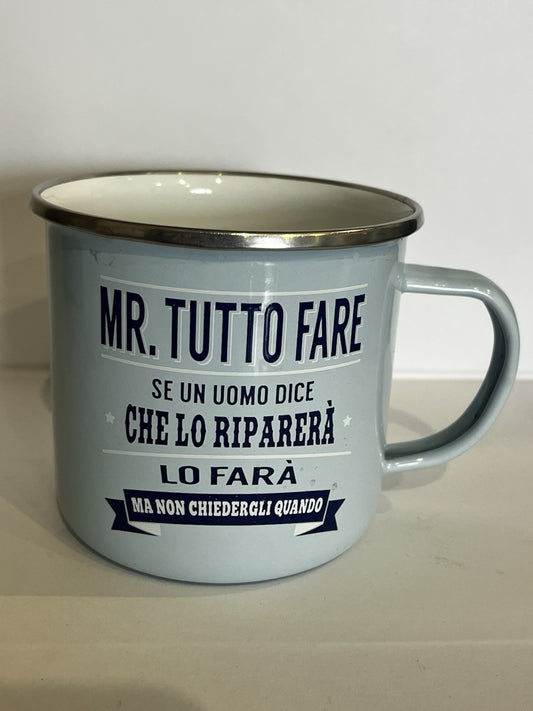 MR. TUTTO FARE
SE UN UOMO DICE
CHE LO RIPARERÀ
LO FARÀ
MA NON CHIEDERGLI QUANDO